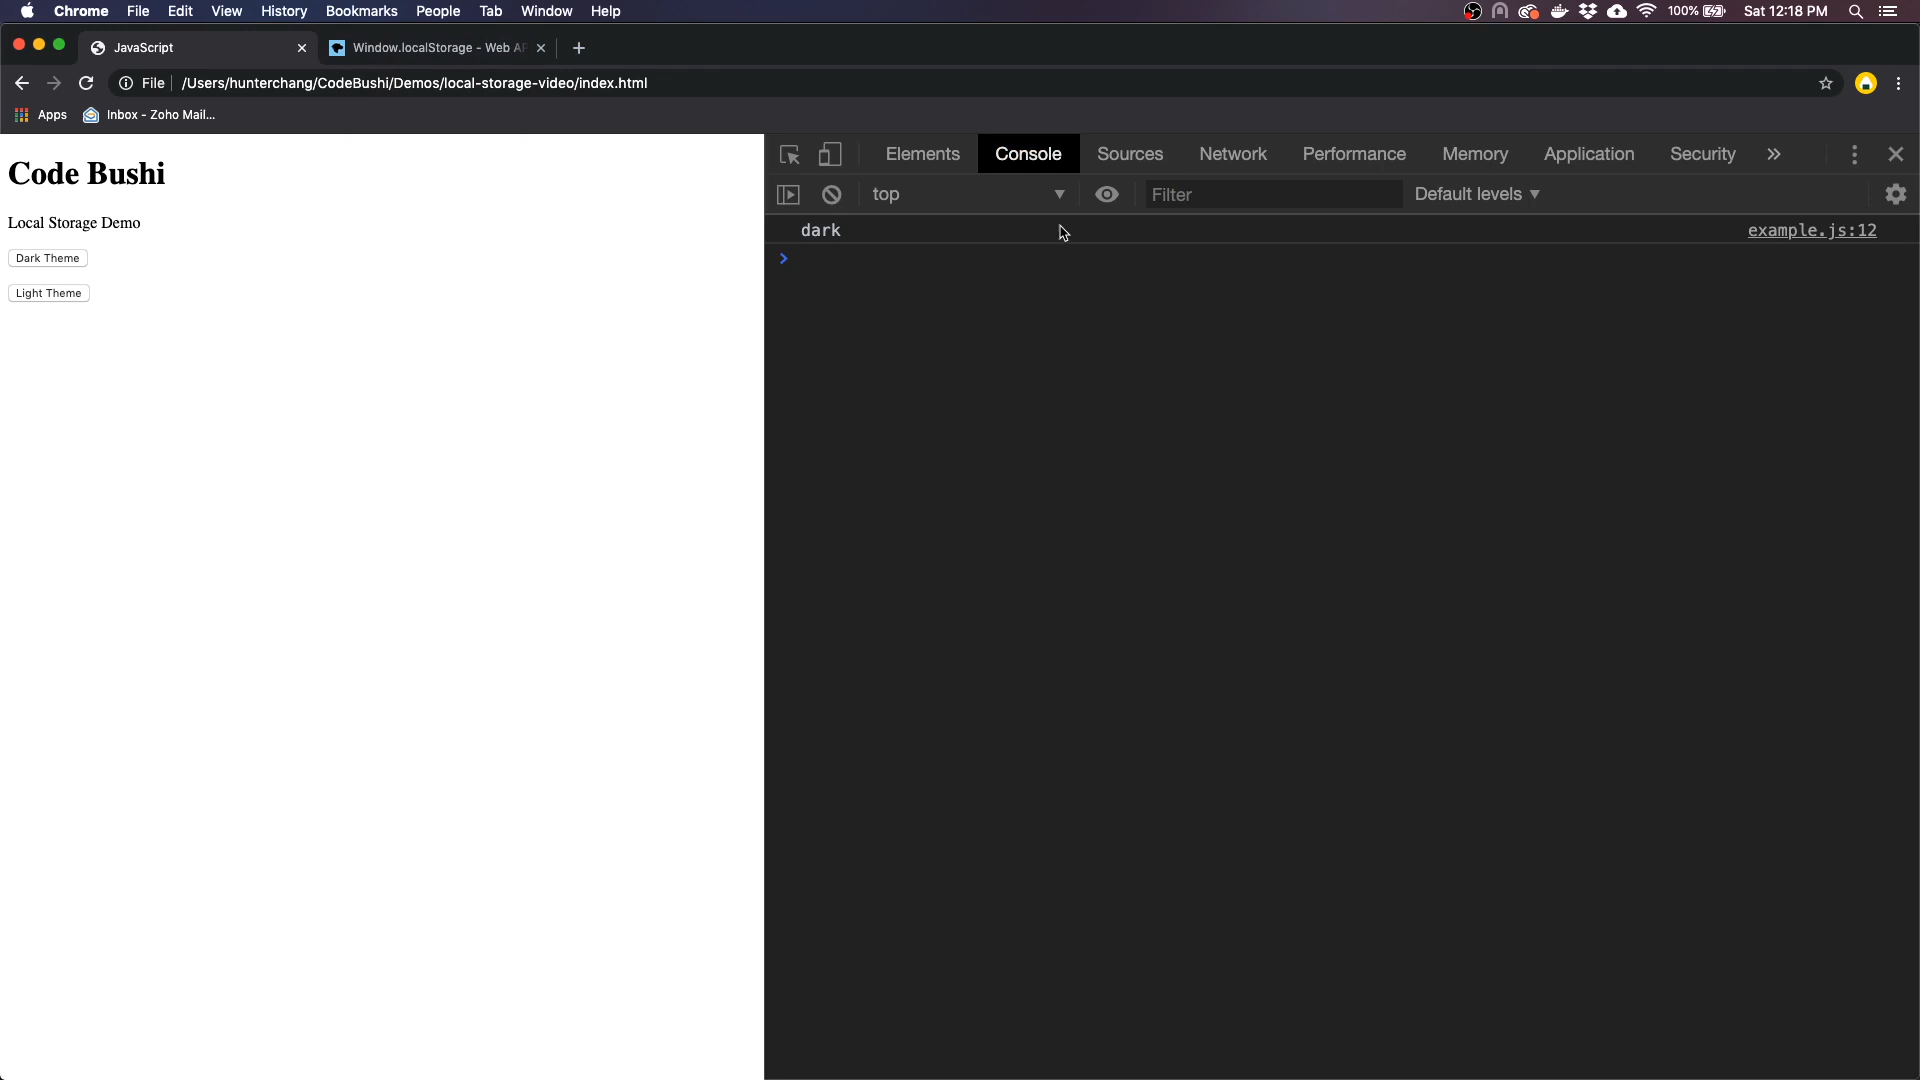 Chrome File Edit View History Bookmarks People Tab Window Help 100% Sat 12:18 PM
JavaScript Window.localStorage - Web AP
File /Users/hunterchang/CodeBushi/Demos/local-storage-video/index.html
Apps Inbox - Zoho Mail...
Code Bushi
Local Storage Demo
Dark Theme
Light Theme
Elements Console Sources Network Performance Memory Application Security
top Filter Default levels
dark example.js:12